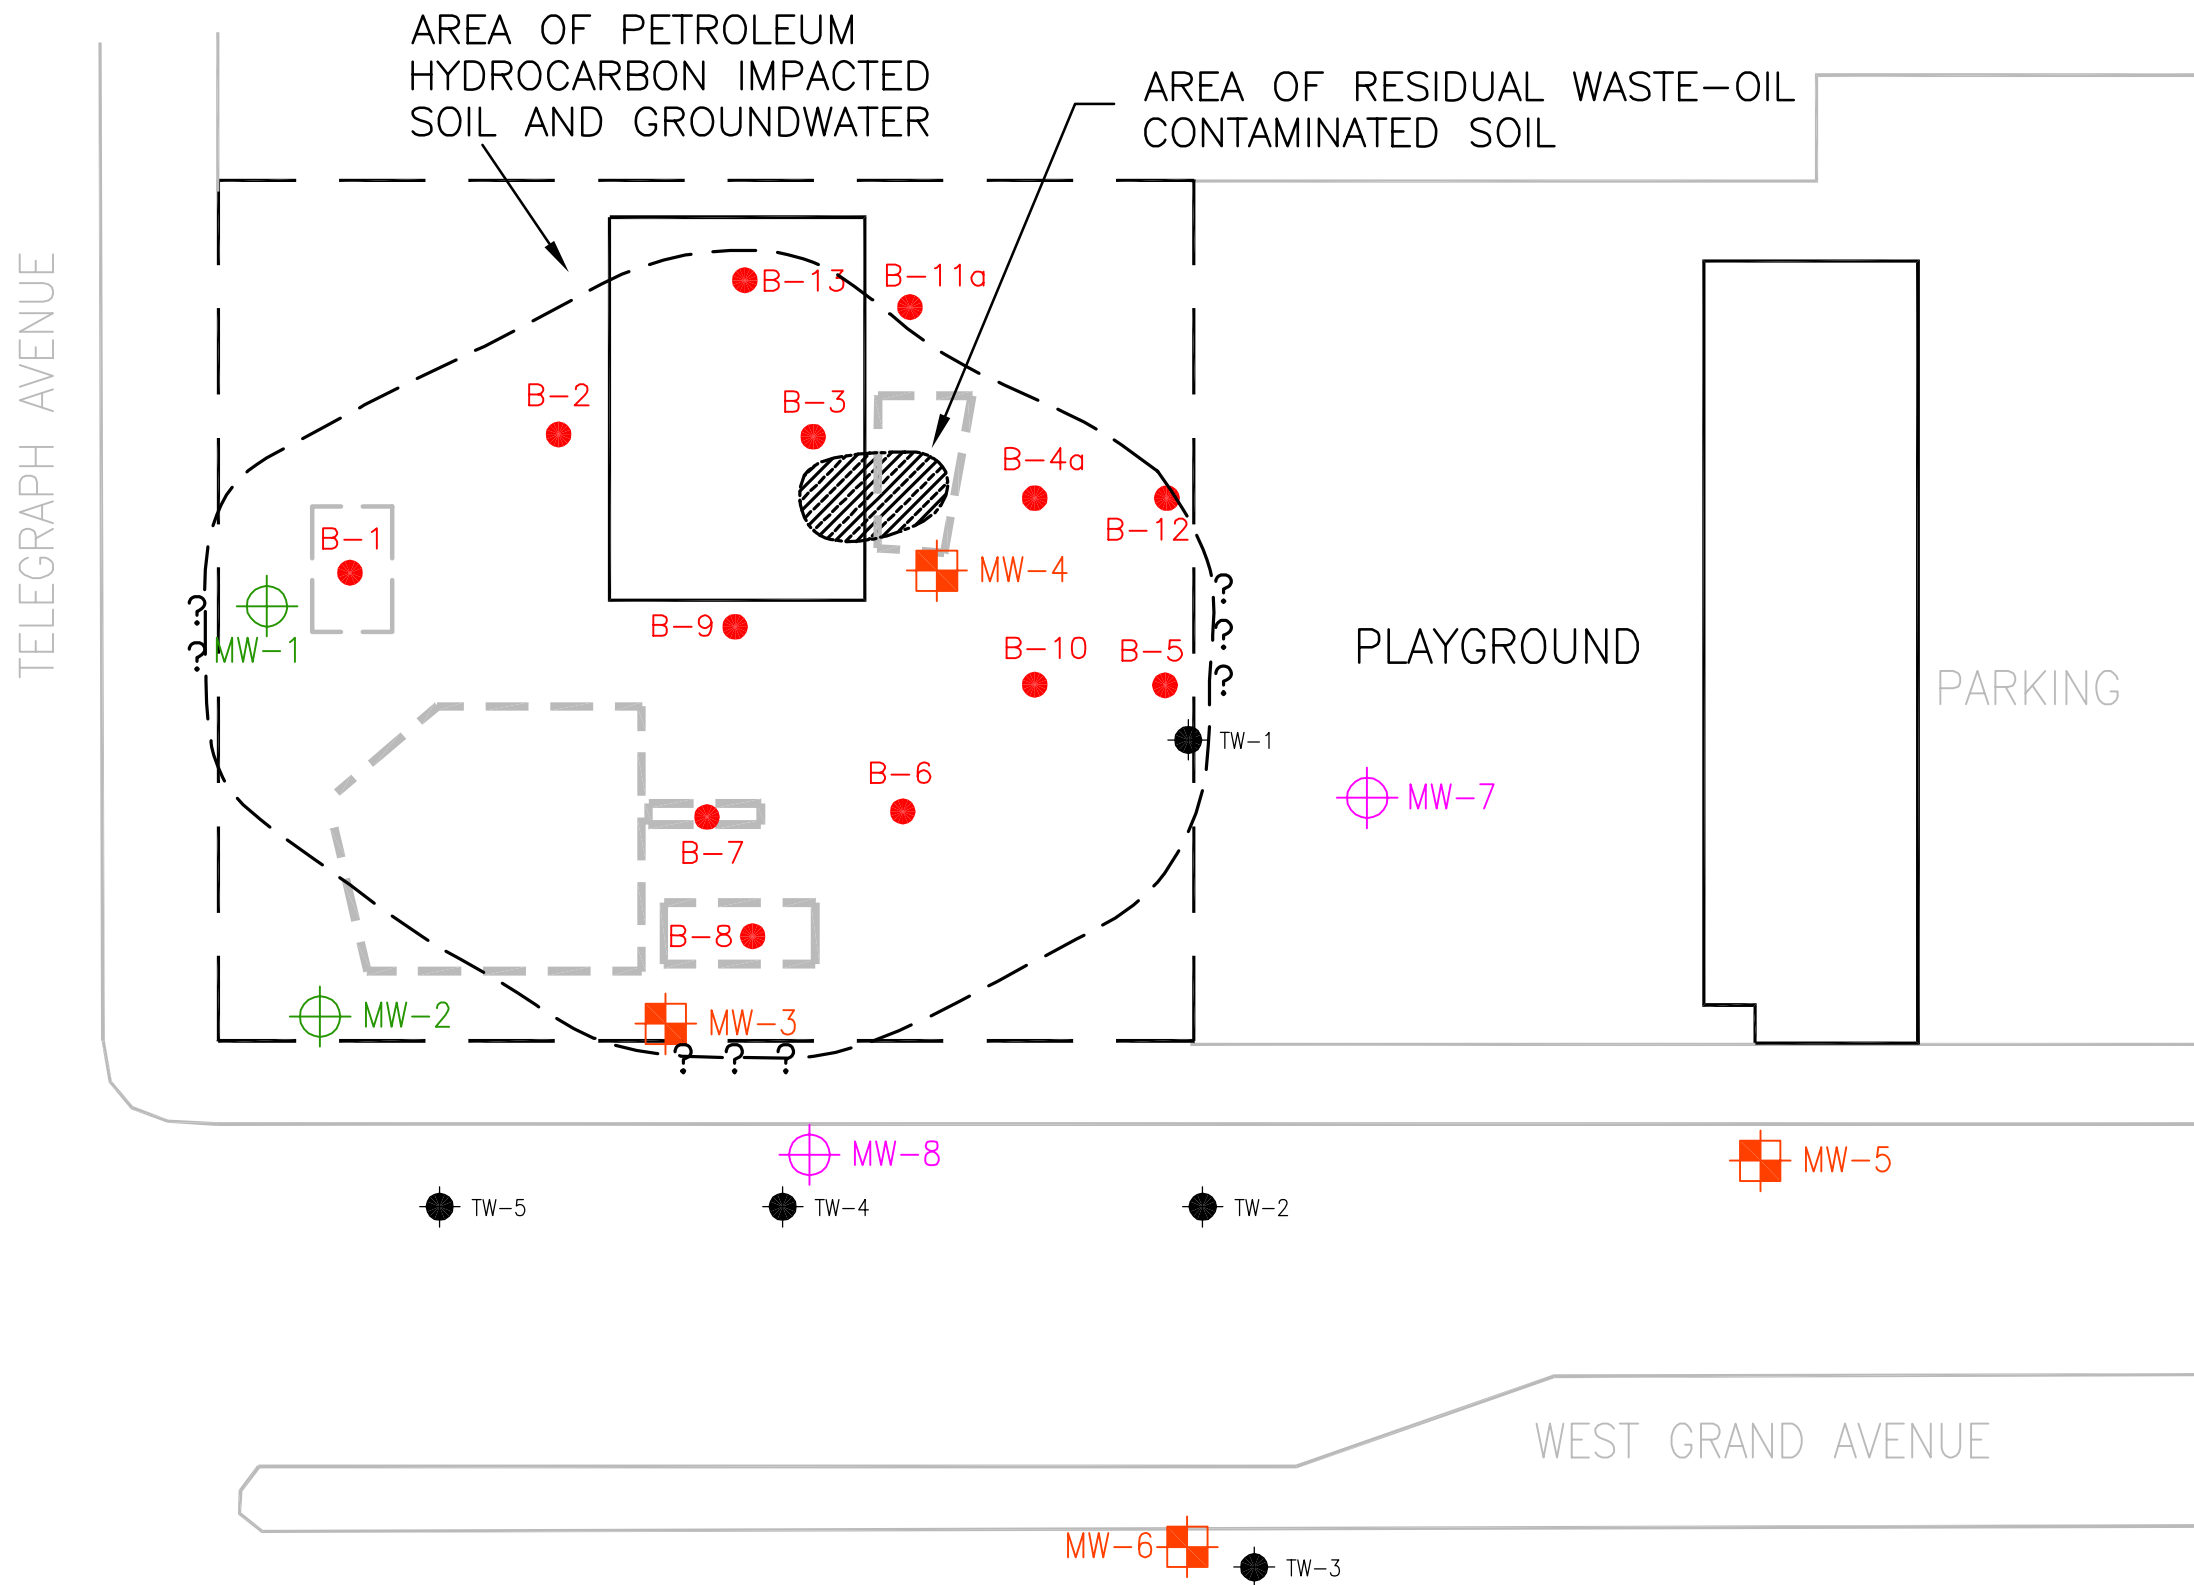 AREA OF PETROLEUM
HYDROCARBON IMPACTED
SOIL AND GROUNDWATER
AREA OF RESIDUAL WASTE-OIL
CONTAMINATED SOIL
TELEGRAPH AVENUE
B-13
B-11a
B-2
B-3
B-4a
B-12
B-1
MW-4
?
?
?
?
?
MW-1
B-9
B-10
B-5
PLAYGROUND
PARKING
TW-1
B-6
MW-7
B-7
B-8
MW-2
MW-3
? ? ?
MW-8
MW-5
TW-5
TW-4
TW-2
WEST GRAND AVENUE
MW-6
TW-3